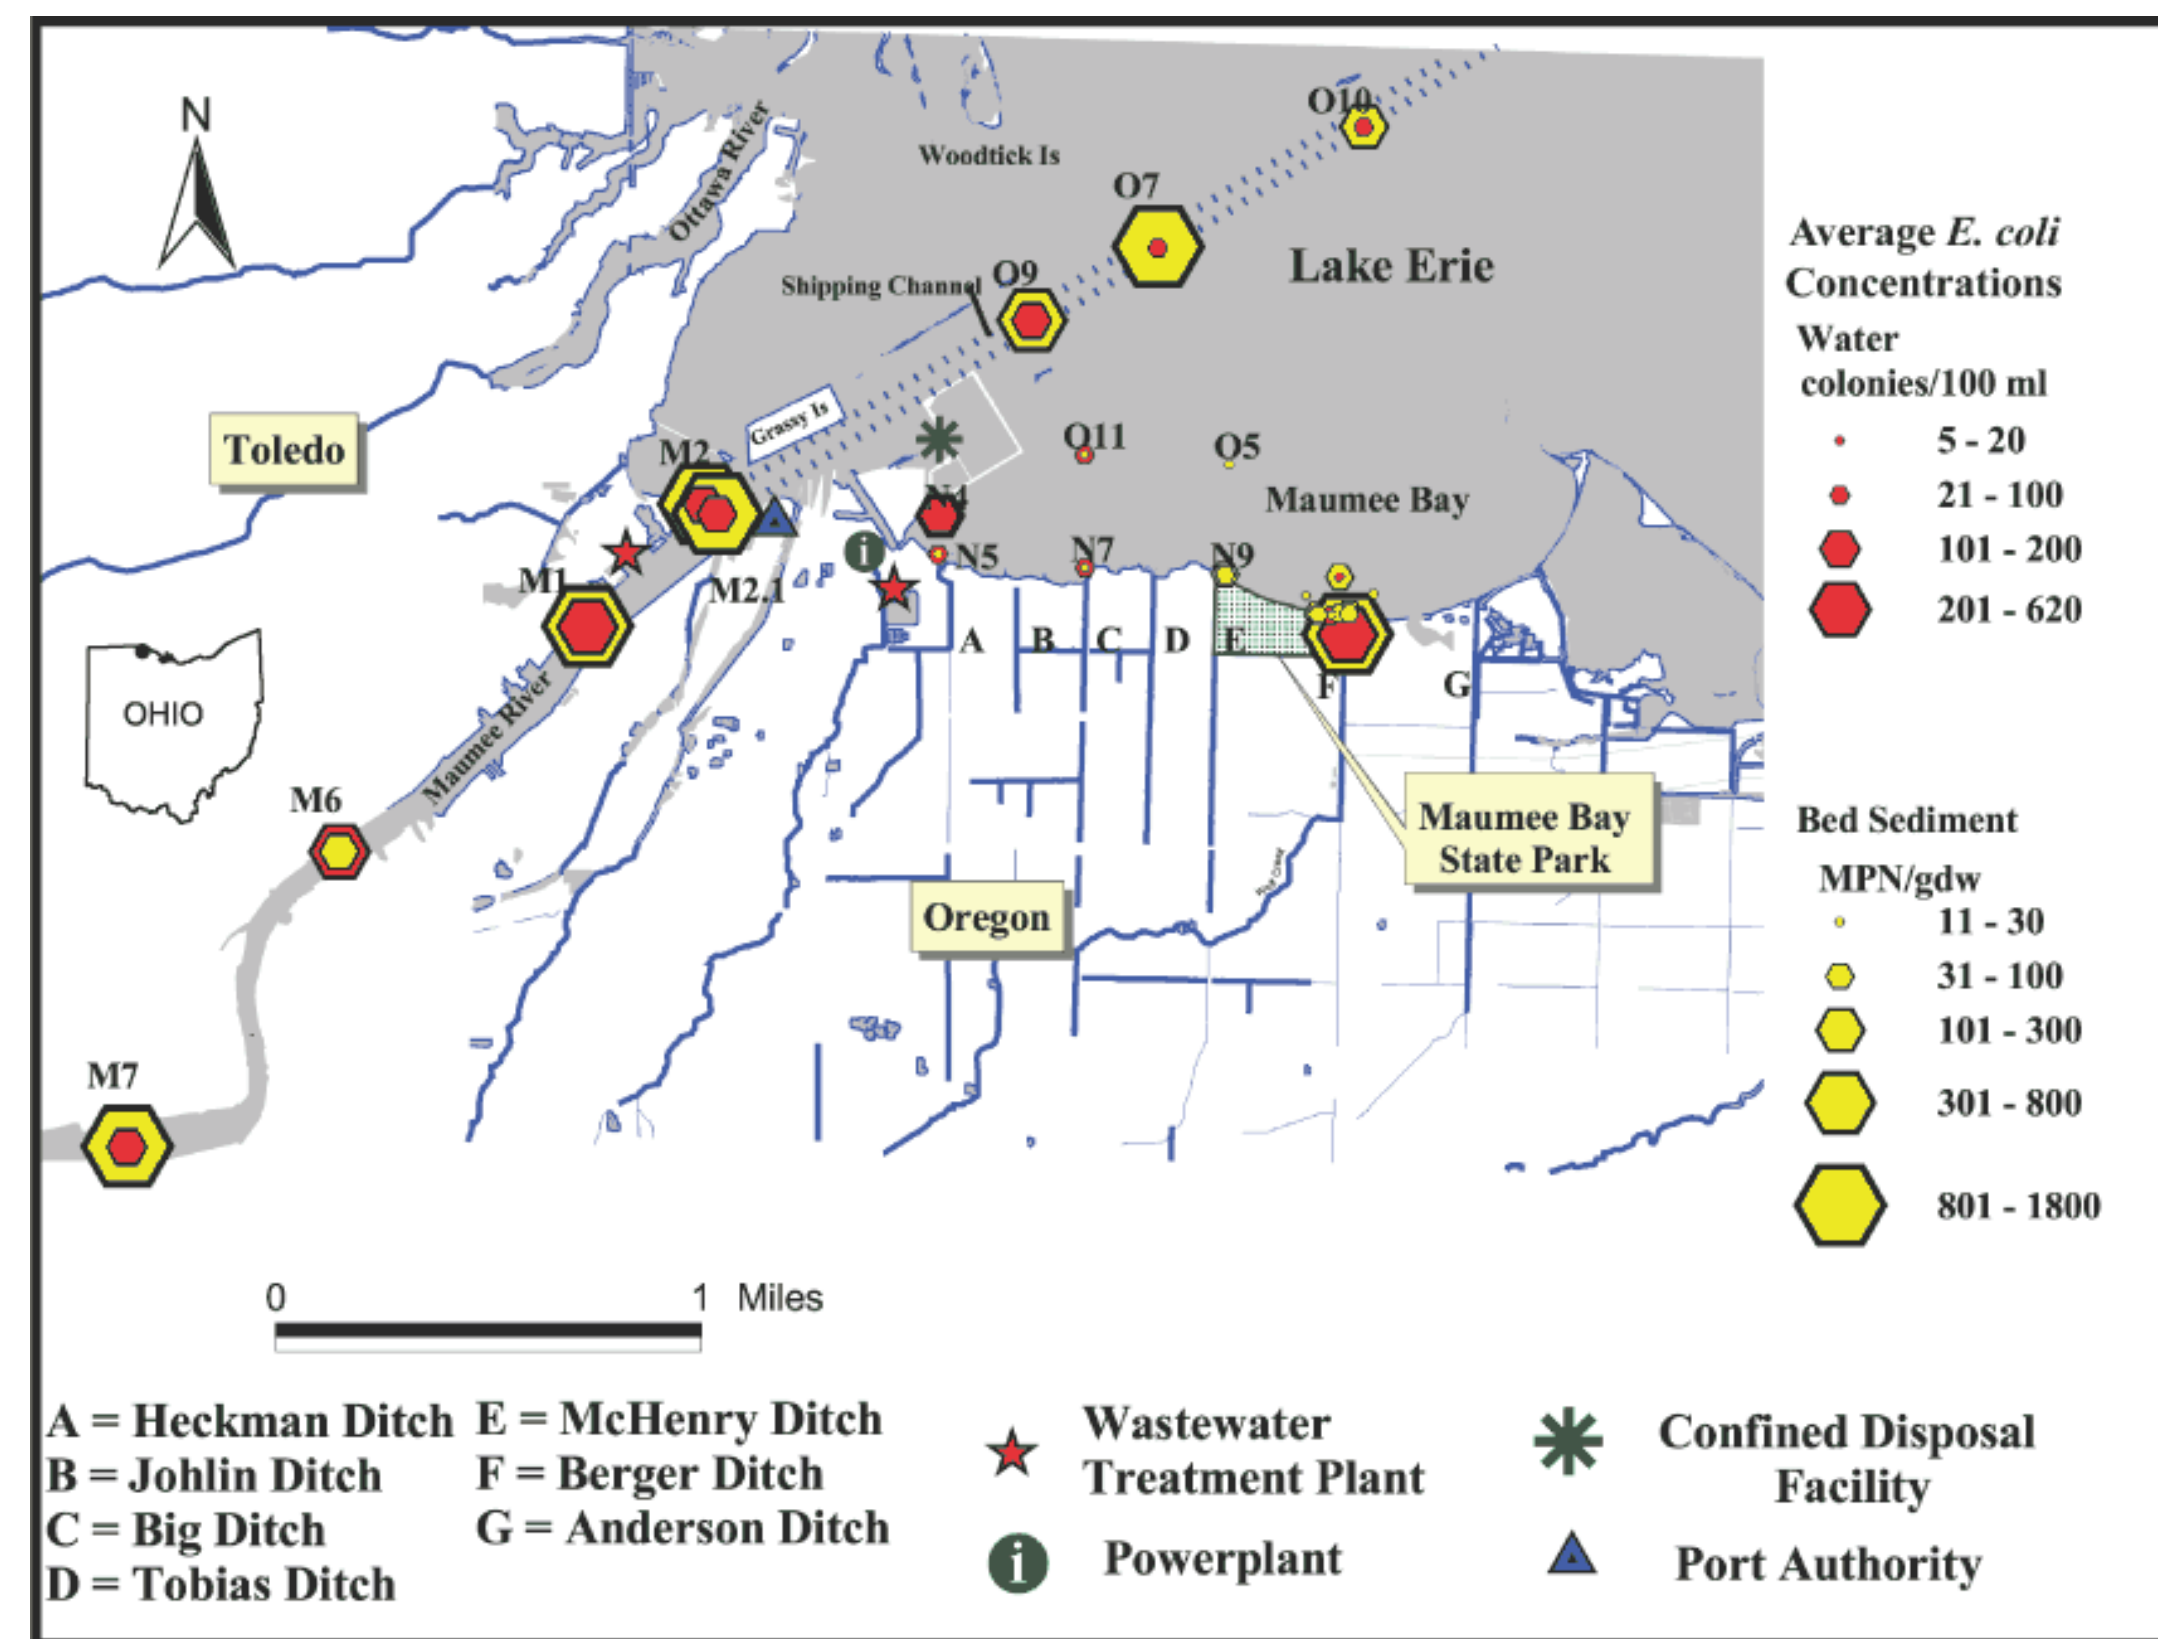 N
O10
Ottawa River
Woodtick Is
O7
Average E. coli
Concentrations
Lake Erie
Shipping Channel
O9
Water
colonies/100 ml
Grassy Is
5 - 20
Toledo
M2
O11
O5
21 - 100
N4
Maumee Bay
101 - 200
N5
N7
N9
M1
M2.1
201 - 620
A
B
C
D
E
F
G
OHIO
Maumee River
M6
Maumee Bay
State Park
Bed Sediment
MPN/gdw
Oregon
11 - 30
31 - 100
101 - 300
M7
301 - 800
801 - 1800
0
1 Miles
A = Heckman Ditch
B = Johlin Ditch
C = Big Ditch
D = Tobias Ditch
E = McHenry Ditch
F = Berger Ditch
G = Anderson Ditch
Wastewater
Treatment Plant
i Powerplant
Confined Disposal
Facility
Port Authority